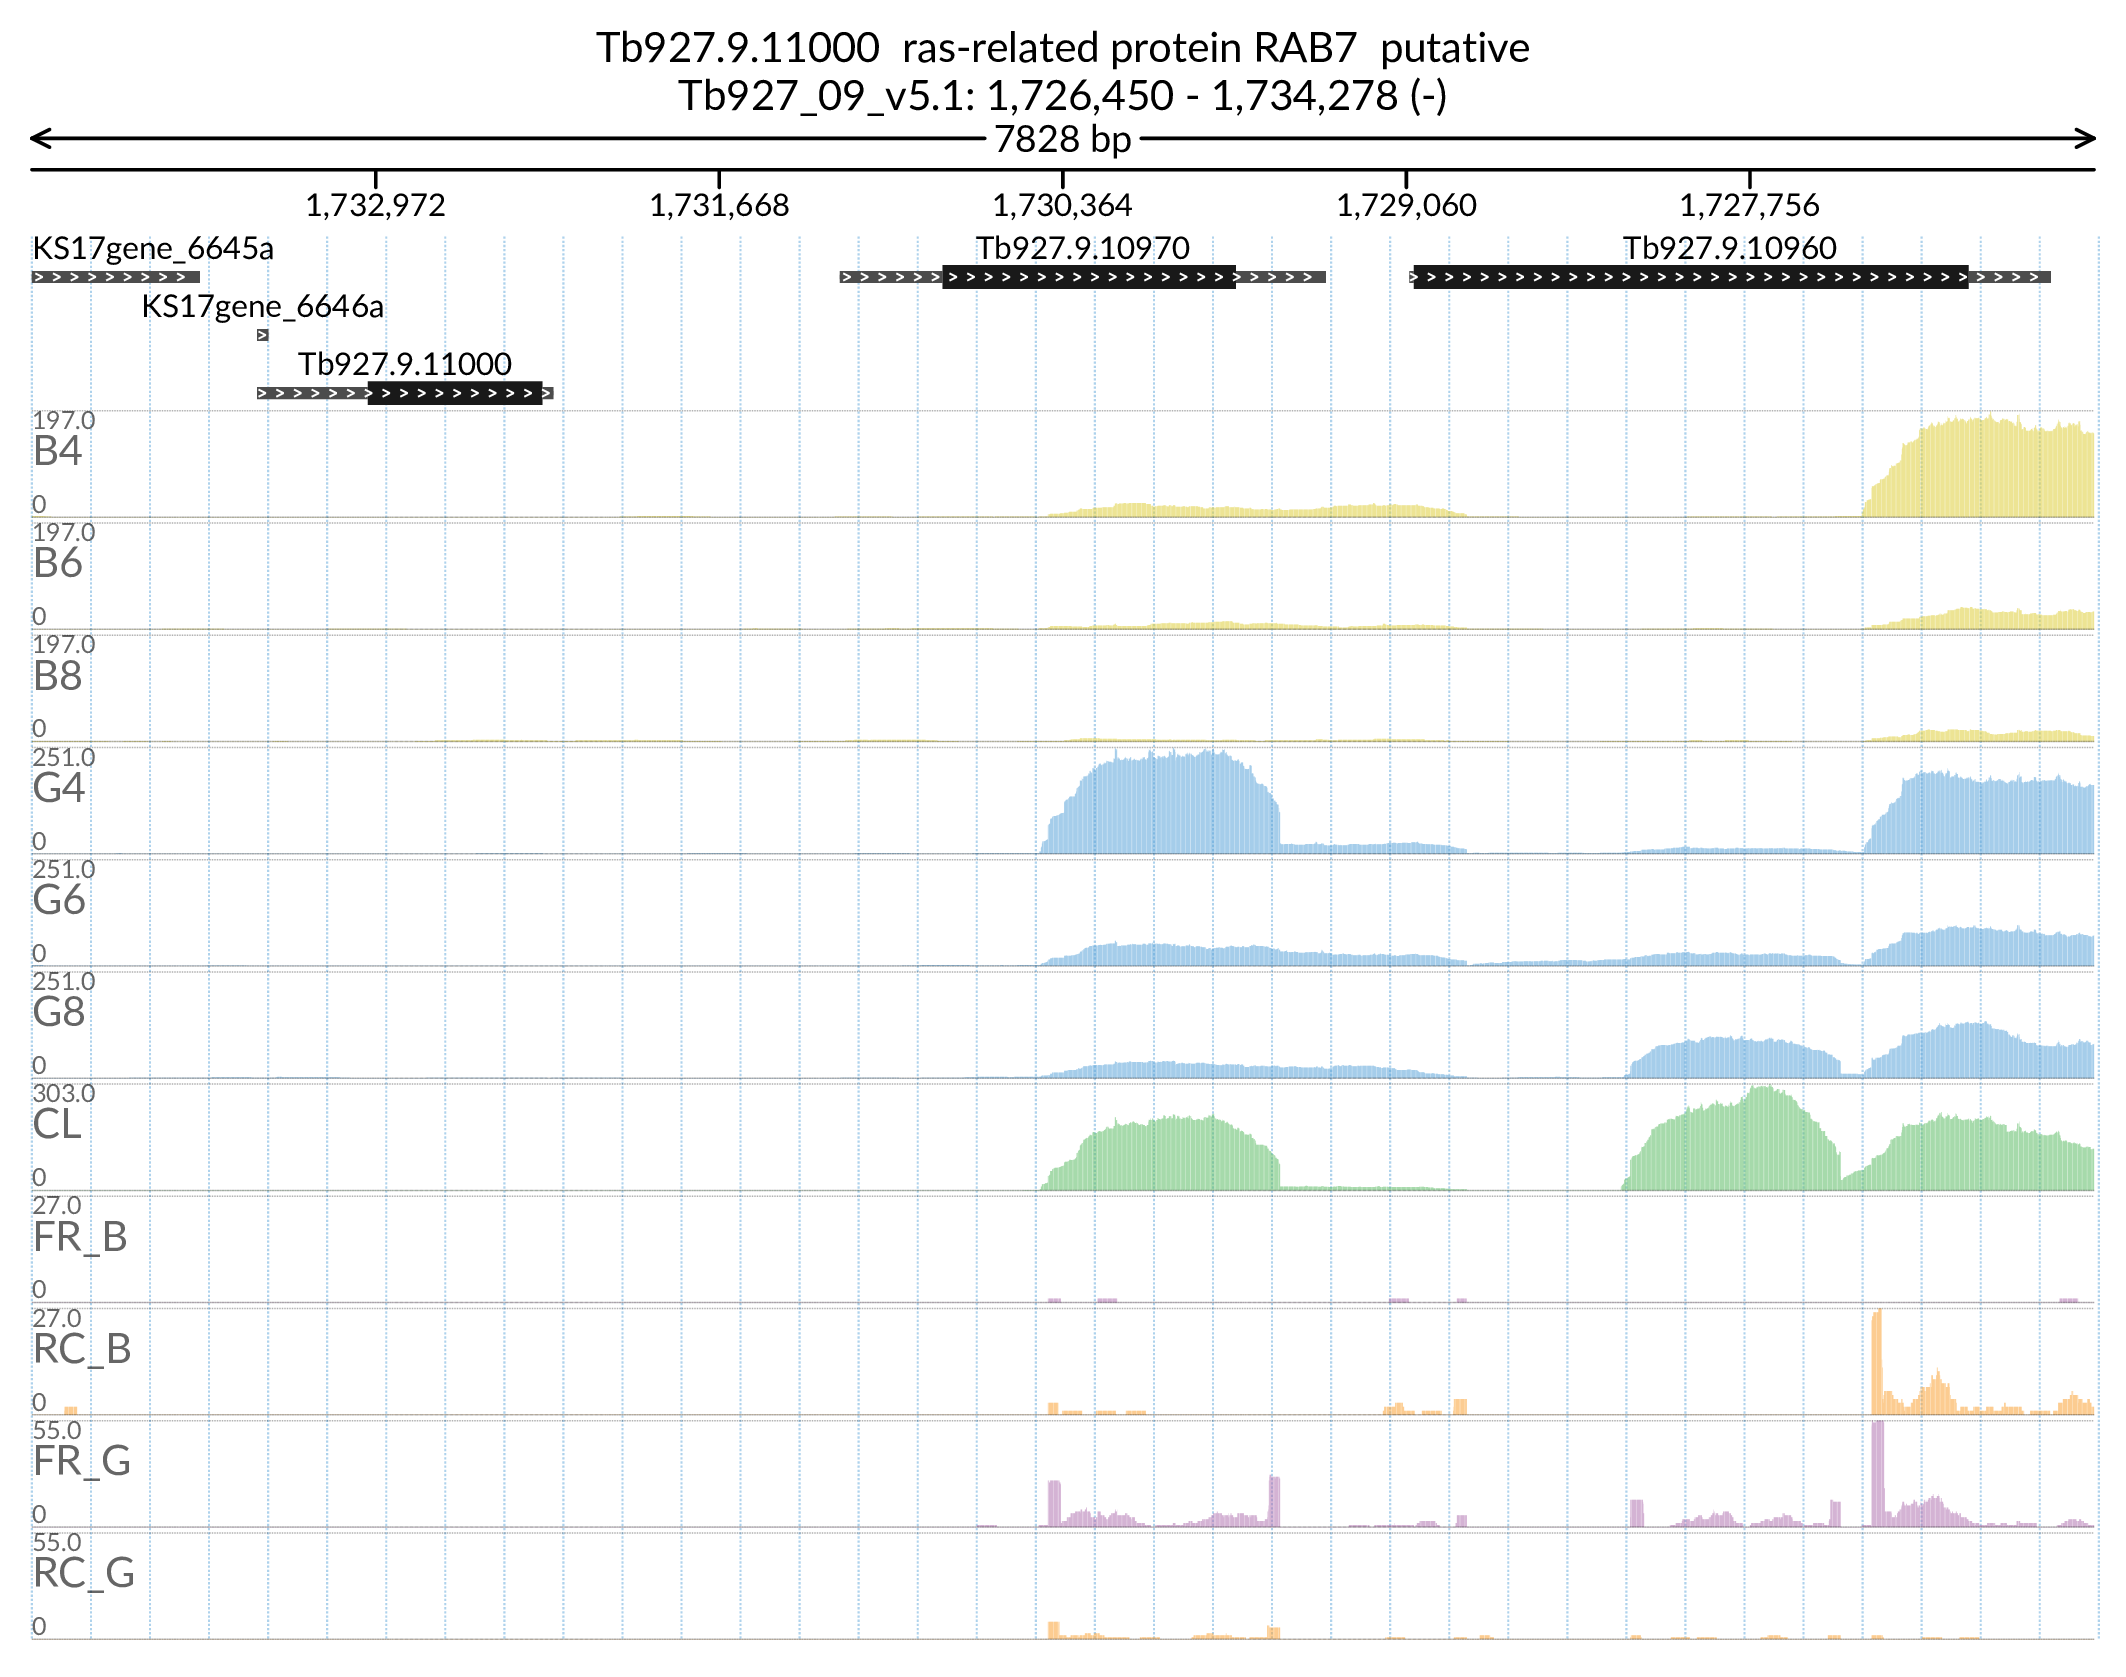 Tb927.9.11000  ras-related protein RAB7  putative
Tb927_09_v5.1: 1,726,450 - 1,734,278 (-)
7828 bp
1,732,972 1,731,668 1,730,364 1,729,060 1,727,756
KS17gene_6645a Tb927.9.10970 Tb927.9.10960
KS17gene_6646a
Tb927.9.11000
197.0
B4
0
197.0
B6
0
197.0
B8
0
251.0
G4
0
251.0
G6
0
251.0
G8
0
303.0
CL
0
27.0
FR_B
0
27.0
RC_B
0
55.0
FR_G
0
55.0
RC_G
0